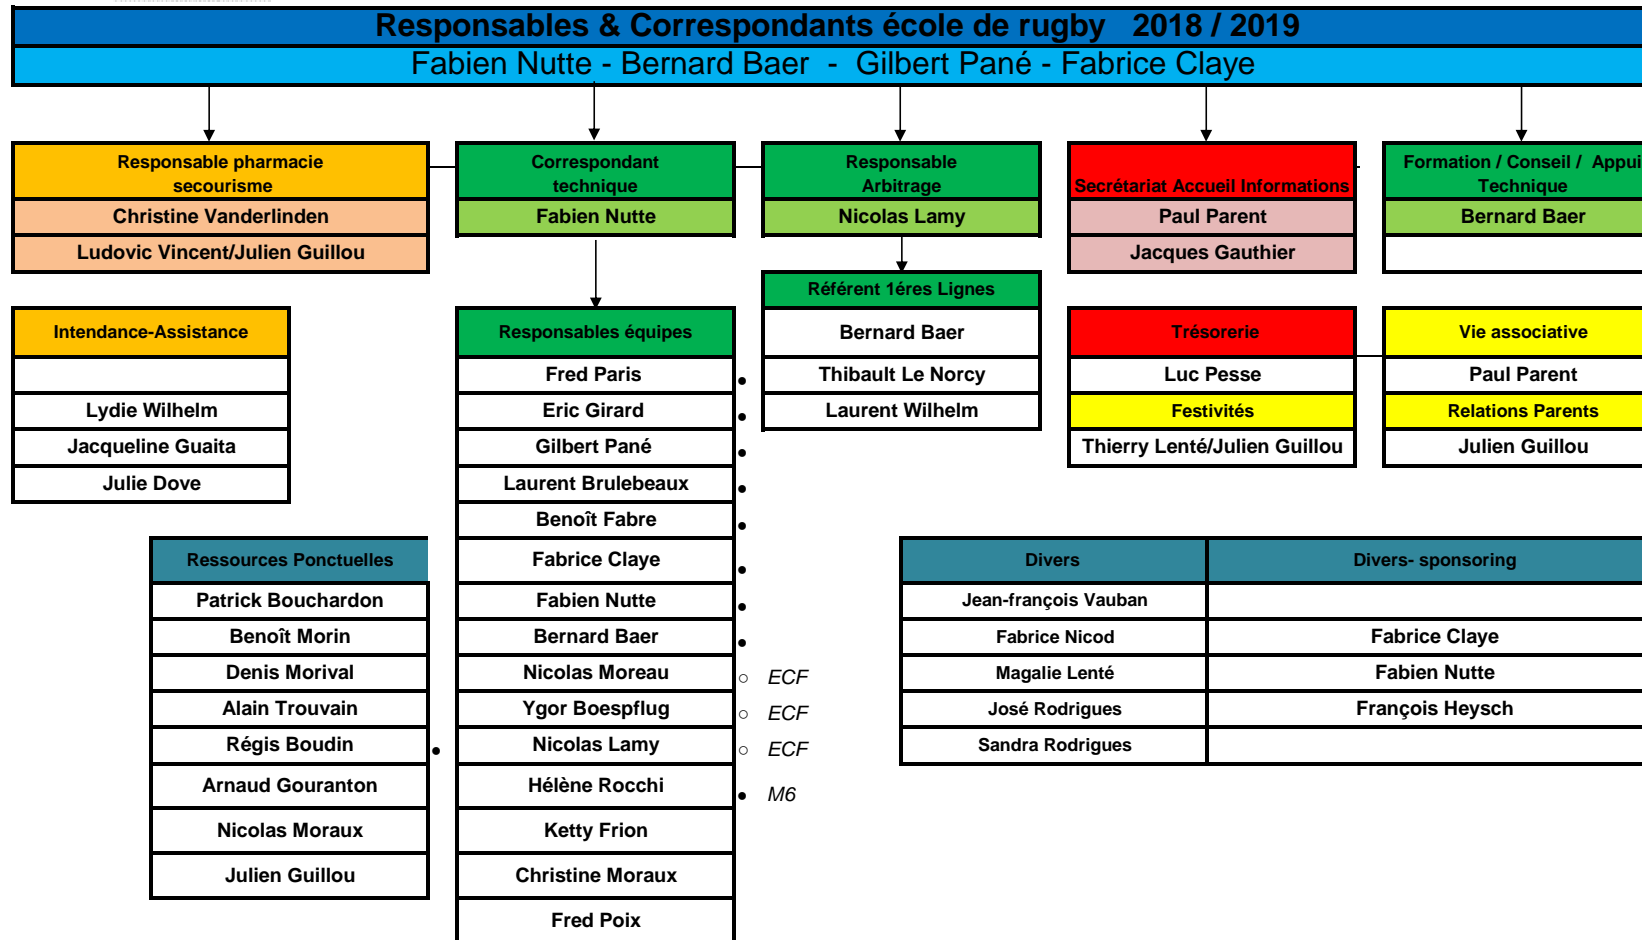 Responsables & Correspondants école de rugby 2018 / 2019
Fabien Nutte - Bernard Baer - Gilbert Pané - Fabrice Claye
Responsable pharmacie
secourisme
Christine Vanderlinden
Ludovic Vincent/Julien Guillou
Correspondant
technique
Fabien Nutte
Responsable
Arbitrage
Nicolas Lamy
Secrétariat Accueil Informations
Paul Parent
Jacques Gauthier
Formation / Conseil / Appui
Technique
Bernard Baer
Référent 1éres Lignes
Bernard Baer
Thibault Le Norcy
Laurent Wilhelm
Intendance-Assistance
Lydie Wilhelm
Jacqueline Guaita
Julie Dove
Responsables équipes
Fred Paris
•
Eric Girard
•
Gilbert Pané
•
Laurent Brulebeaux
•
Benoît Fabre
•
Fabrice Claye
•
Fabien Nutte
•
Bernard Baer
•
Nicolas Moreau
○ ECF
Ygor Boespflug
○ ECF
Nicolas Lamy
○ ECF
Hélène Rocchi
• M6
Ketty Frion
Christine Moraux
Fred Poix
Trésorerie
Luc Pesse
Festivités
Thierry Lenté/Julien Guillou
Vie associative
Paul Parent
Relations Parents
Julien Guillou
Ressources Ponctuelles
Patrick Bouchardon
Benoît Morin
Denis Morival
Alain Trouvain
Régis Boudin
•
Arnaud Gouranton
Nicolas Moraux
Julien Guillou
Divers
Jean-françois Vauban
Fabrice Nicod
Magalie Lenté
José Rodrigues
Sandra Rodrigues
Divers- sponsoring
Fabrice Claye
Fabien Nutte
François Heysch